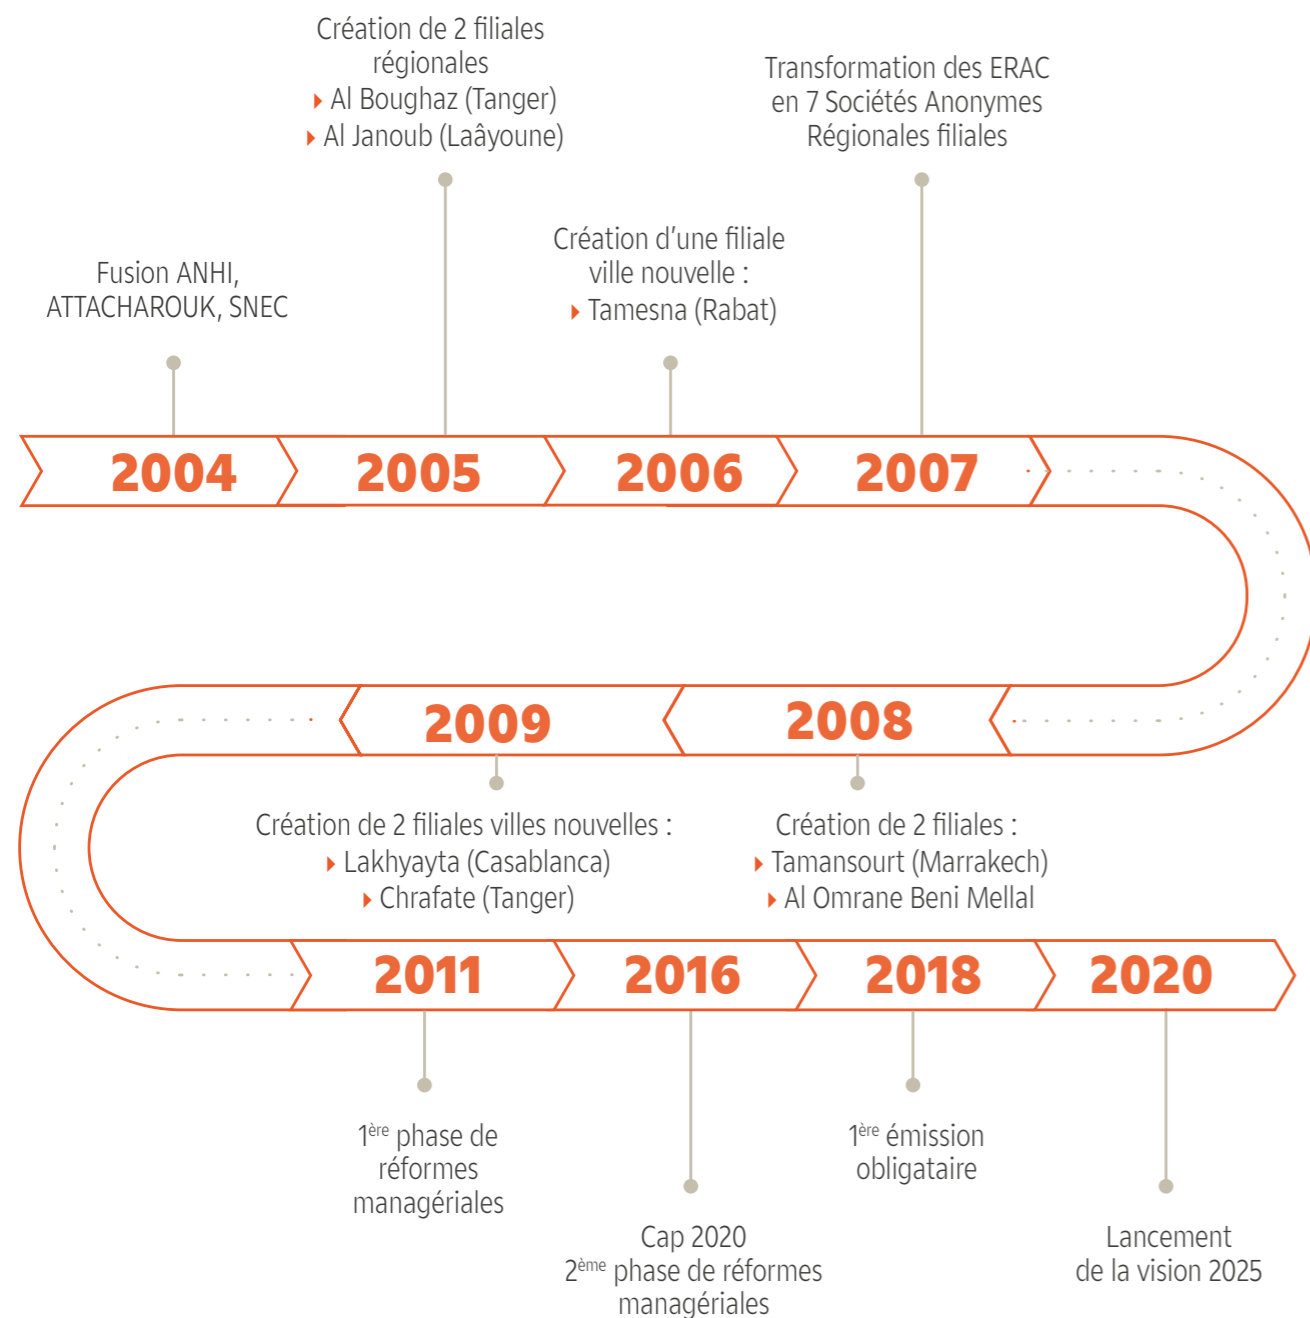 Création de 2 filiales
régionales
Al Boughaz (Tanger)
Al Janoub (Laâyoune)
Transformation des ERAC
en 7 Sociétés Anonymes
Régionales filiales
Création d'une filiale
ville nouvelle :
Tamesna (Rabat)
Fusion ANHI,
ATTACHAROUK, SNEC
2004
2005
2006
2007
2009
2008
Création de 2 filiales villes nouvelles :
Lakhyayta (Casablanca)
Chrafate (Tanger)
Création de 2 filiales :
Tamansourt (Marrakech)
Al Omrane Beni Mellal
2011
2016
2018
2020
1ère phase de
réformes
managériales
Cap 2020
2ème phase de réformes
managériales
1ère émission
obligataire
Lancement
de la vision 2025